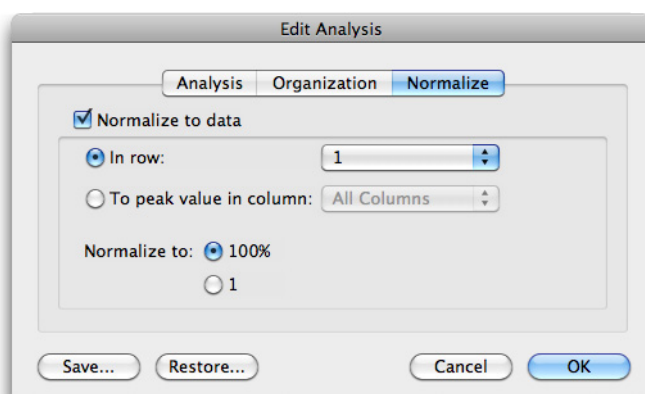 Edit Analysis
Analysis Organization Normalize
Normalize to data
In row: 1
To peak value in column: All Columns
Normalize to: 100%
1
Save... Restore... Cancel OK